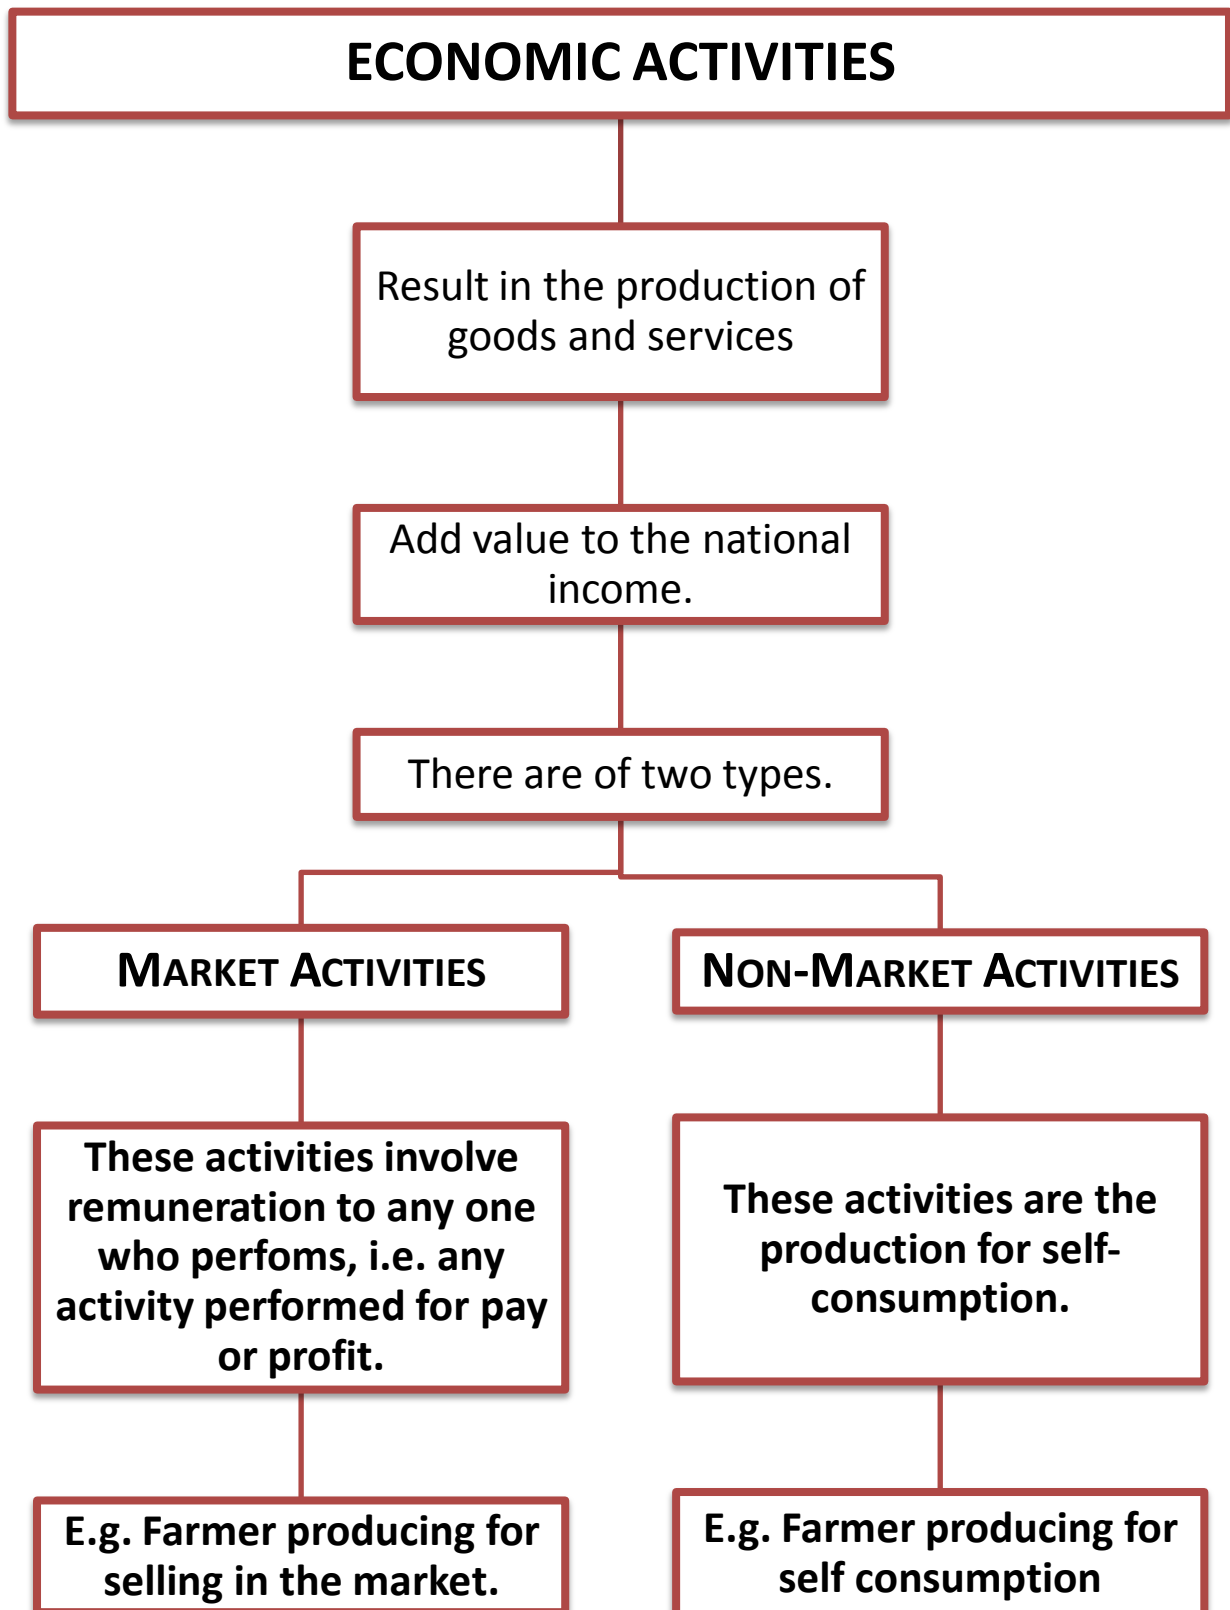 ECONOMIC ACTIVITIES
Result in the production of
goods and services
Add value to the national
income.
There are of two types.
MARKET ACTIVITIES
These activities involve
remuneration to any one
who perfoms, i.e. any
activity performed for pay
or profit.
E.g. Farmer producing for
selling in the market.
NON-MARKET ACTIVITIES
These activities are the
production for self-
consumption.
E.g. Farmer producing for
self consumption